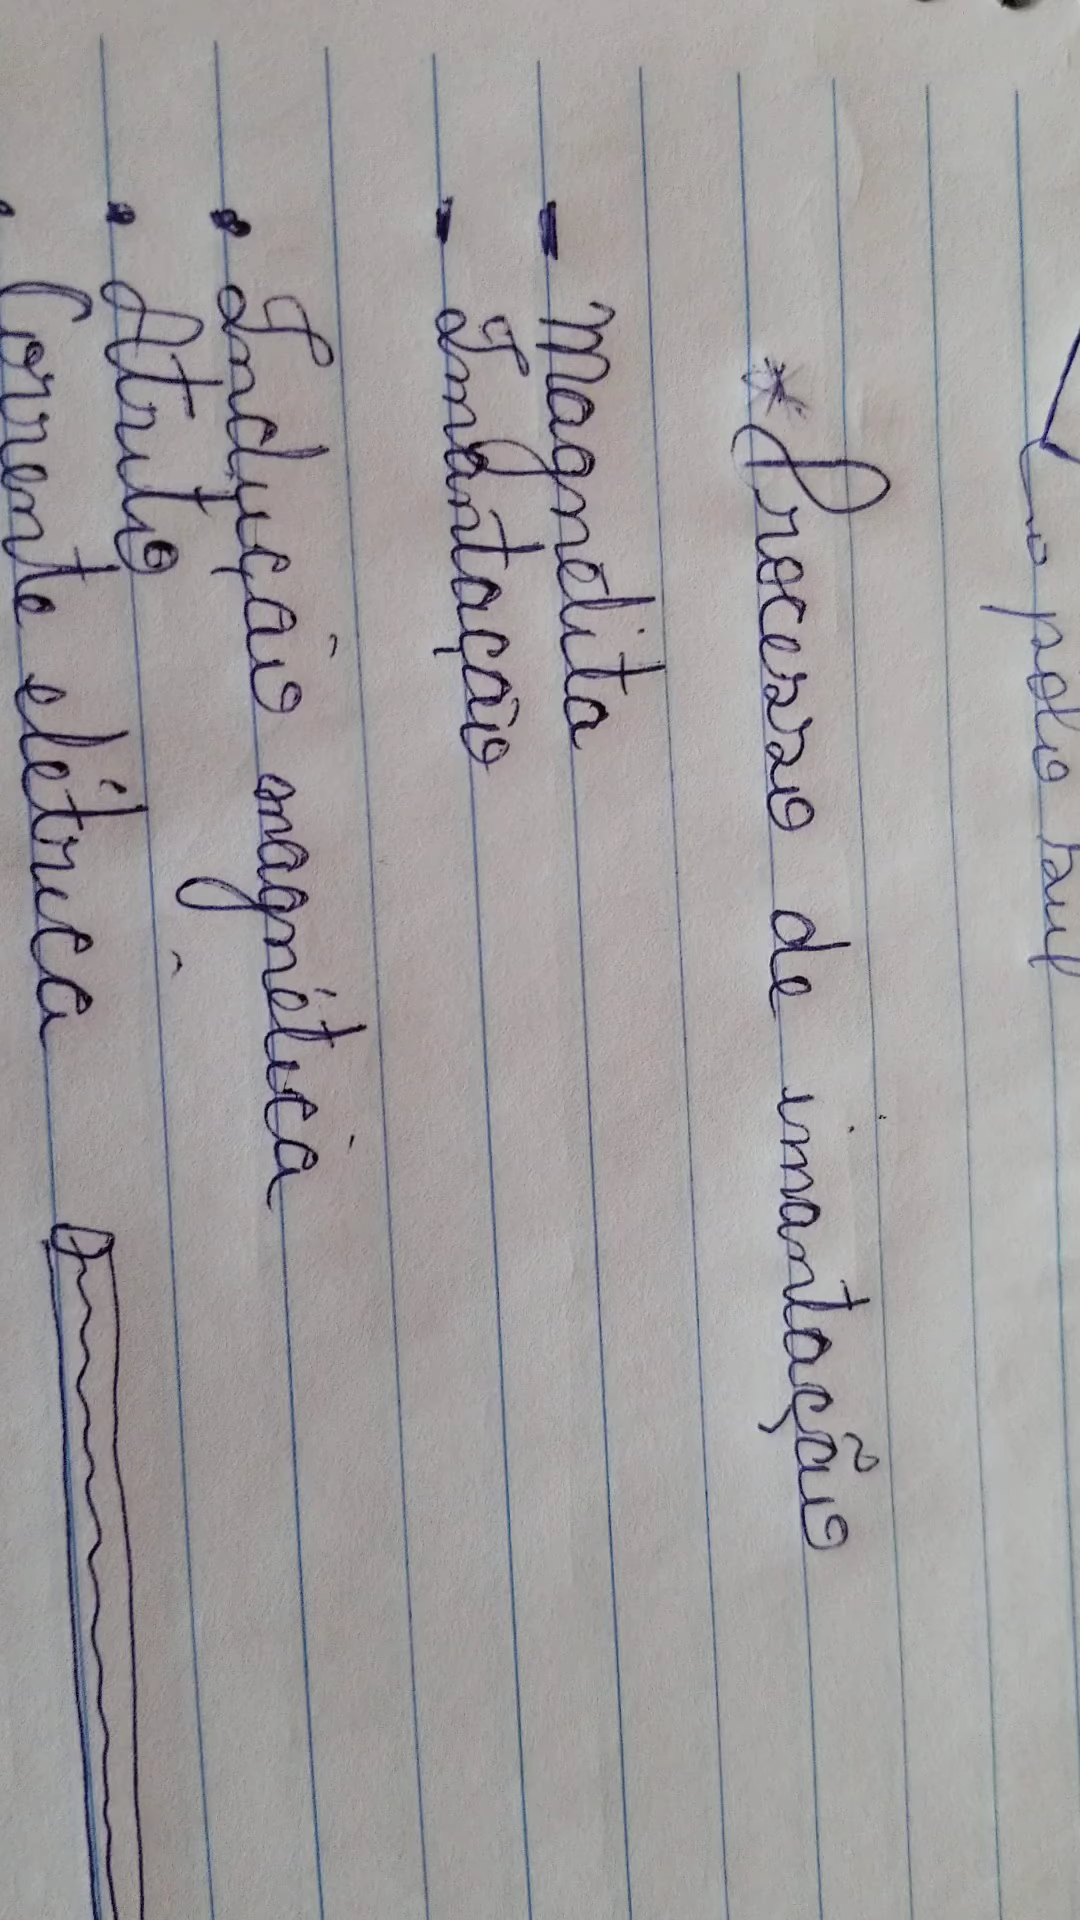 polo sul
* Processo de imantação
- Magnetita
- Imantação
• Indução magnética
• Atrito
• Corrente elétrica